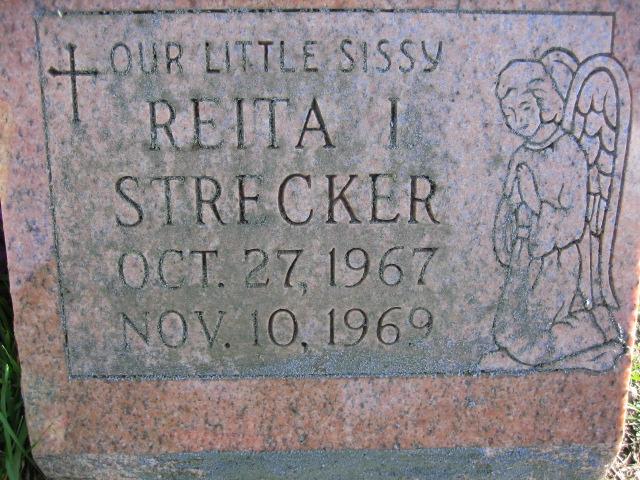 OUR LITTLE SISSY
REITA I
STRECKER
OCT. 27, 1967
NOV. 10, 1969